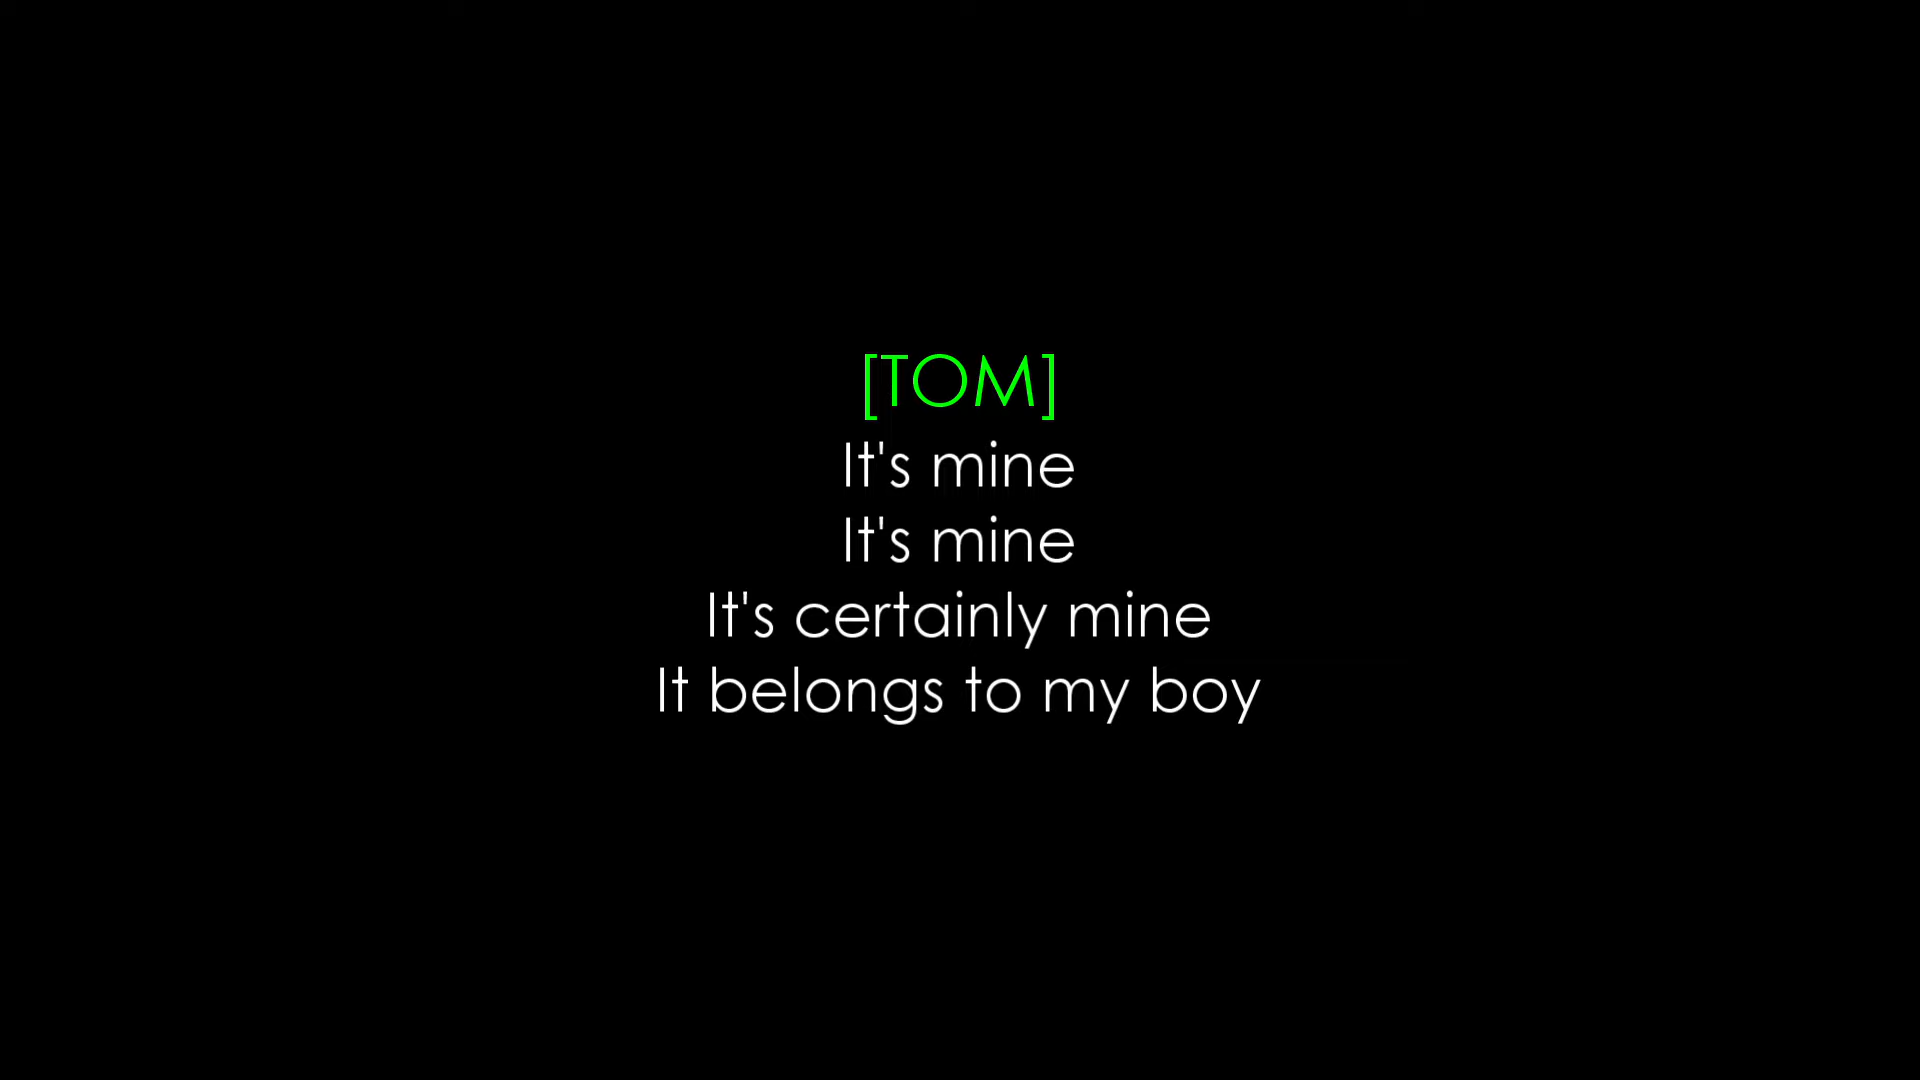 [TOM]
It's mine
It's mine
It's certainly mine
It belongs to my boy